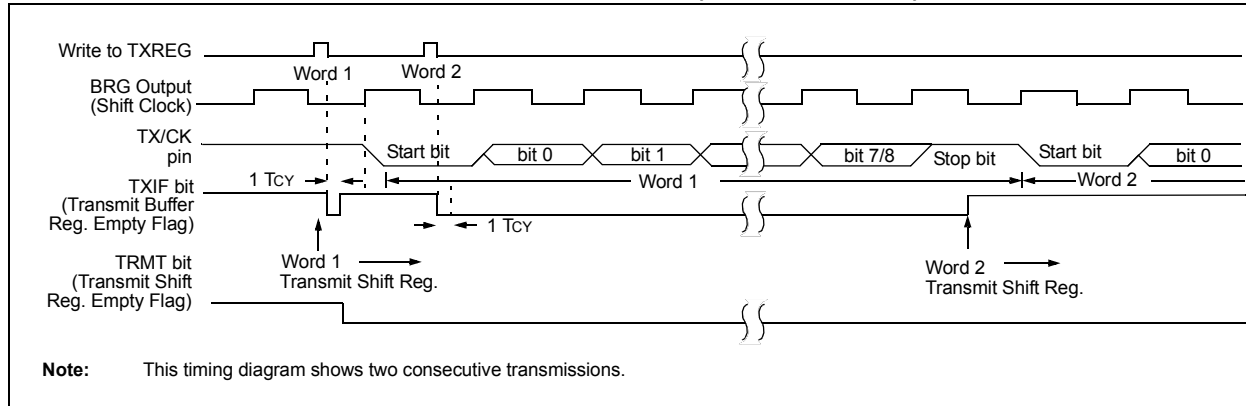 Write to TXREG
Word 1
Word 2
BRG Output
(Shift Clock)
TX/CK
pin
Start bit
bit 0
bit 1
bit 7/8
Stop bit
Start bit
bit 0
1 TCY
Word 1
Word 2
TXIF bit
(Transmit Buffer
Reg. Empty Flag)
1 TCY
Word 1
Transmit Shift Reg.
Word 2
Transmit Shift Reg.
TRMT bit
(Transmit Shift
Reg. Empty Flag)
Note: This timing diagram shows two consecutive transmissions.